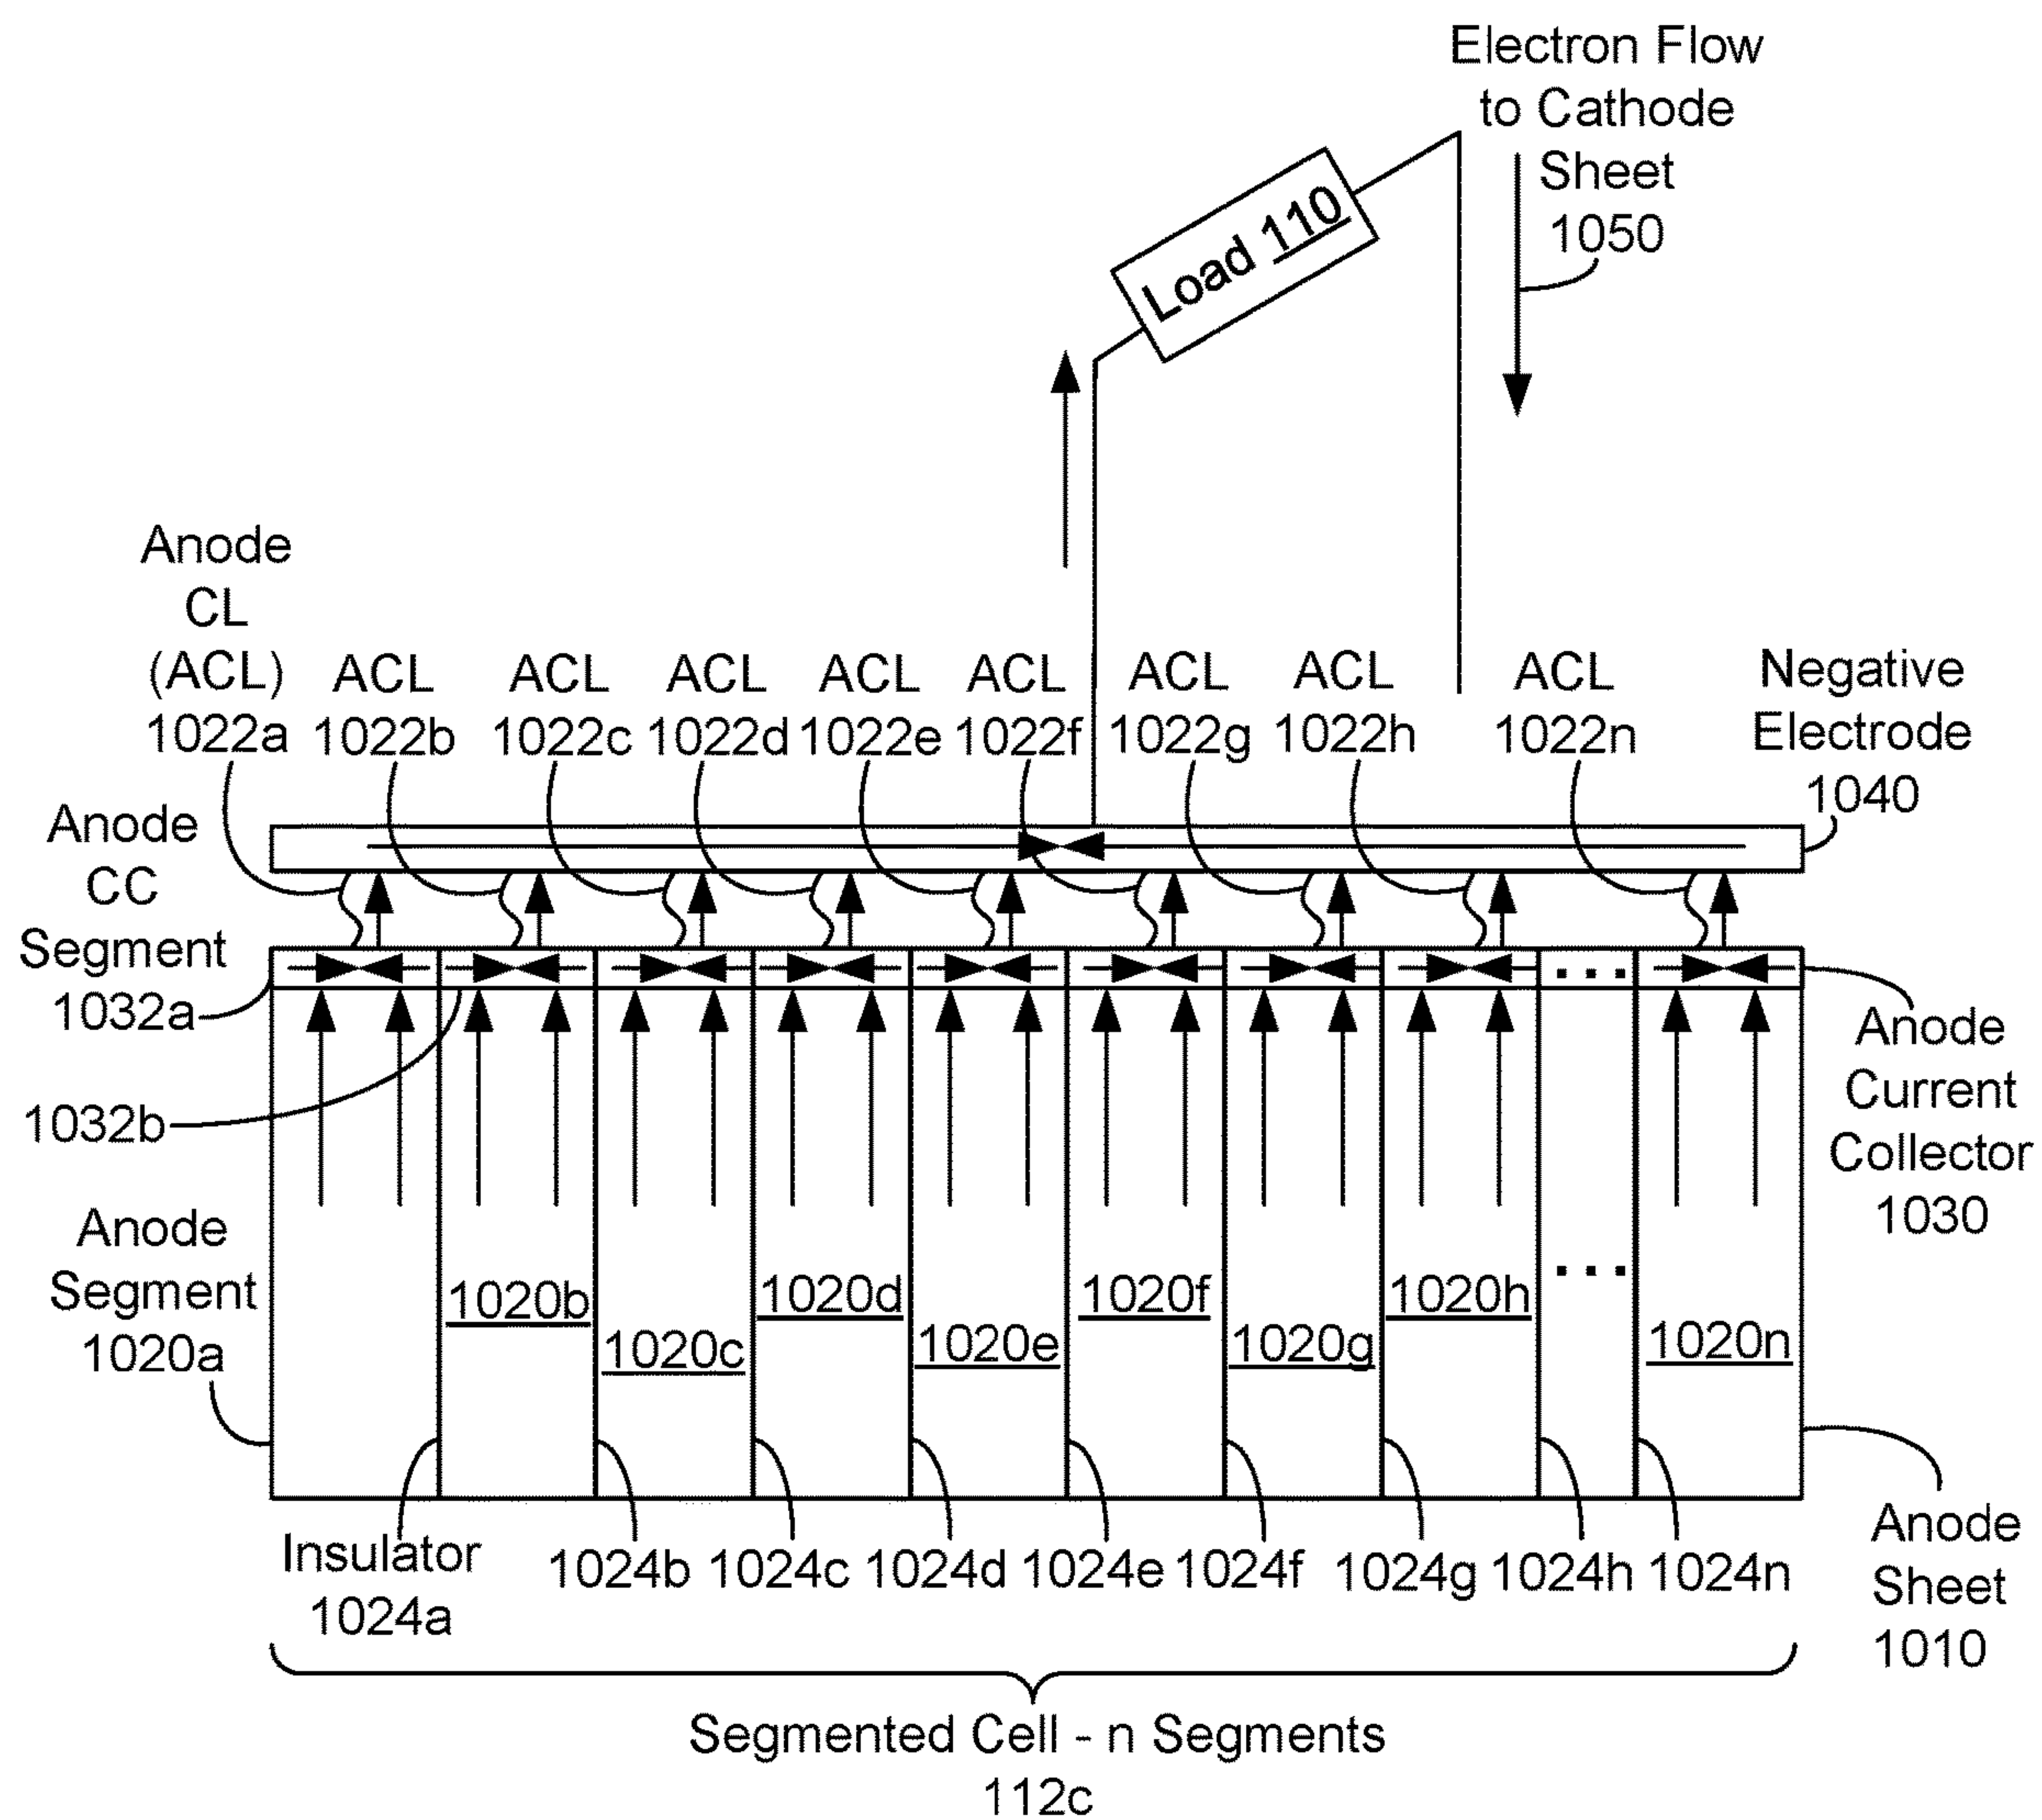 Electron Flow
to Cathode
Sheet
1050
Load 110
Anode
CL
(ACL)
1022a
ACL
1022b
ACL
1022c
ACL
1022d
ACL
1022e
ACL
1022f
ACL
1022g
ACL
1022h
ACL
1022n
Negative
Electrode
1040
Anode
CC
Segment
1032a
1032b
...
Anode
Current
Collector
1030
Anode
Segment
1020a
1020b
1020c
1020d
1020e
1020f
1020g
1020h
...
1020n
Insulator
1024a
1024b
1024c
1024d
1024e
1024f
1024g
1024h
1024n
Anode
Sheet
1010
Segmented Cell - n Segments
112c